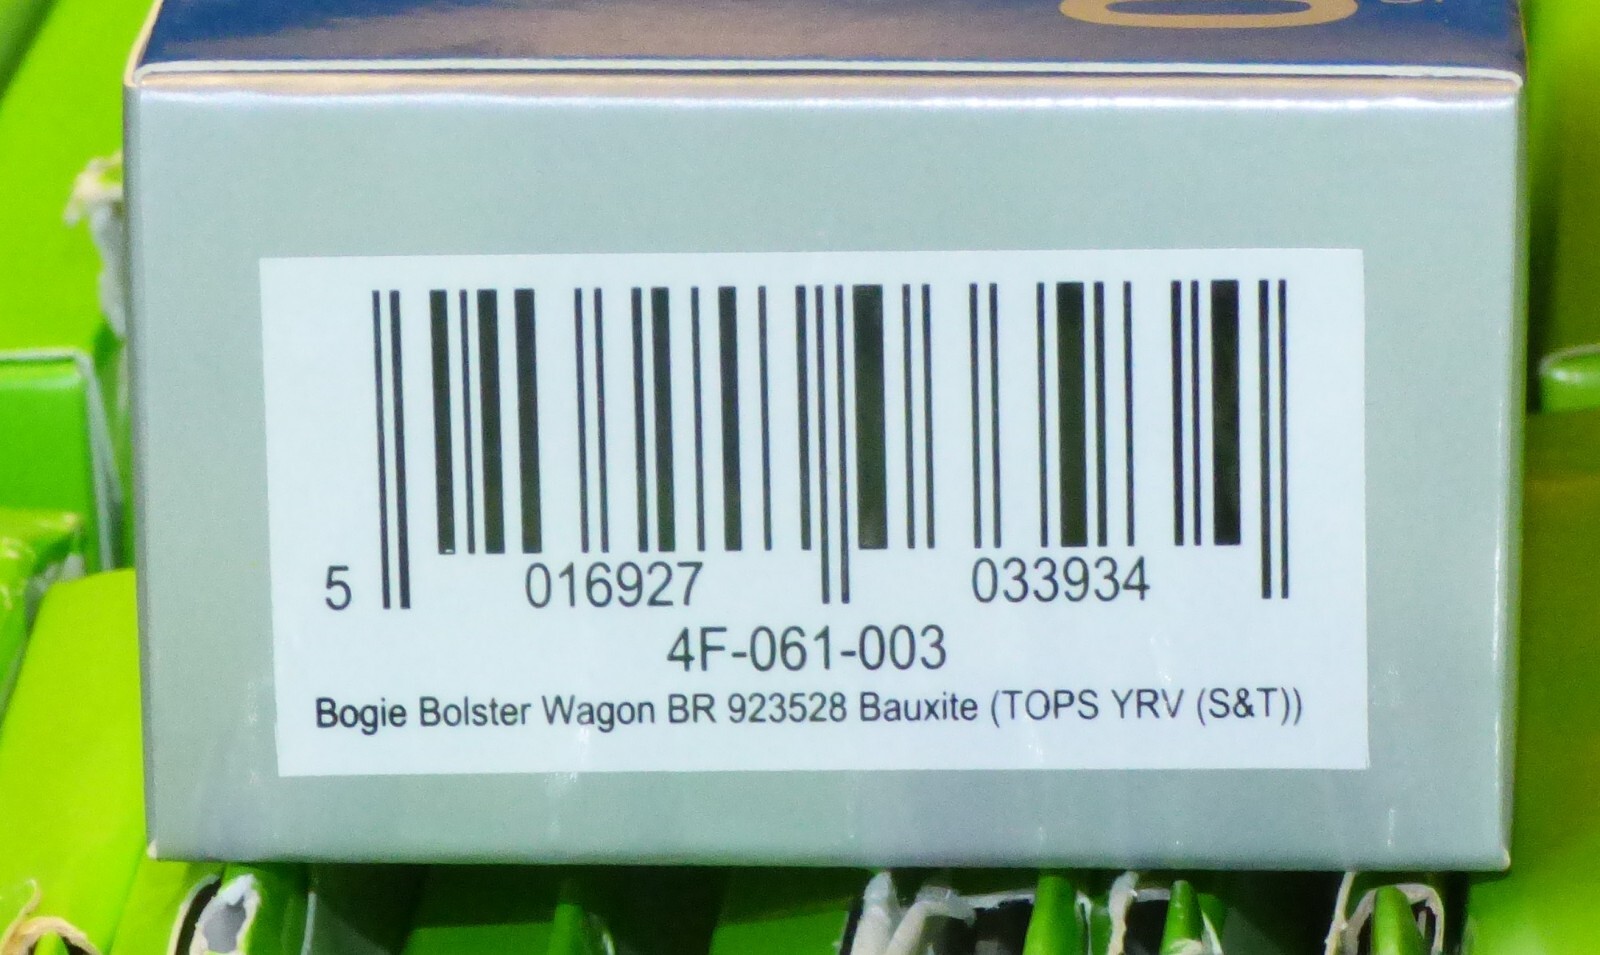 5 016927 033934
4F-061-003
Bogie Bolster Wagon BR 923528 Bauxite (TOPS YRV (S&T))